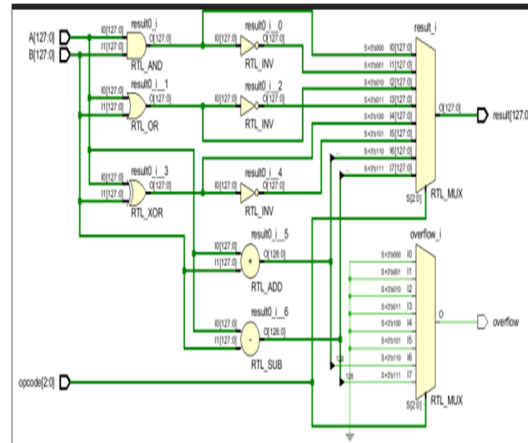 A[127:0]
B[127:0]
opcode[2:0]
result0_i
I0[127:0]
I1[127:0]
O[127:0]
RTL_AND
result0_i__0
I0[127:0]
O[127:0]
RTL_INV
result0_i__1
I0[127:0]
I1[127:0]
O[127:0]
RTL_OR
result0_i__2
I0[127:0]
O[127:0]
RTL_INV
result0_i__3
I0[127:0]
I1[127:0]
O[127:0]
RTL_XOR
result0_i__4
I0[127:0]
O[127:0]
RTL_INV
result0_i__5
I0[127:0]
I1[127:0]
O[128:0]
+
RTL_ADD
result0_i__6
I0[127:0]
I1[127:0]
O[128:0]
-
RTL_SUB
result_i
S=3'b000 I0[127:0]
S=3'b001 I1[127:0]
S=3'b010 I2[127:0]
S=3'b011 I3[127:0]
S=3'b100 I4[127:0]
S=3'b101 I5[127:0]
S=3'b110 I6[127:0]
S=3'b111 I7[127:0]
O[127:0]
S[2:0]
RTL_MUX
result[127:0
overflow_i
S=3'b000 I0
S=3'b001 I1
S=3'b010 I2
S=3'b011 I3
S=3'b100 I4
S=3'b101 I5
128 S=3'b110 I6
128 S=3'b111 I7
O
S[2:0]
RTL_MUX
overflow